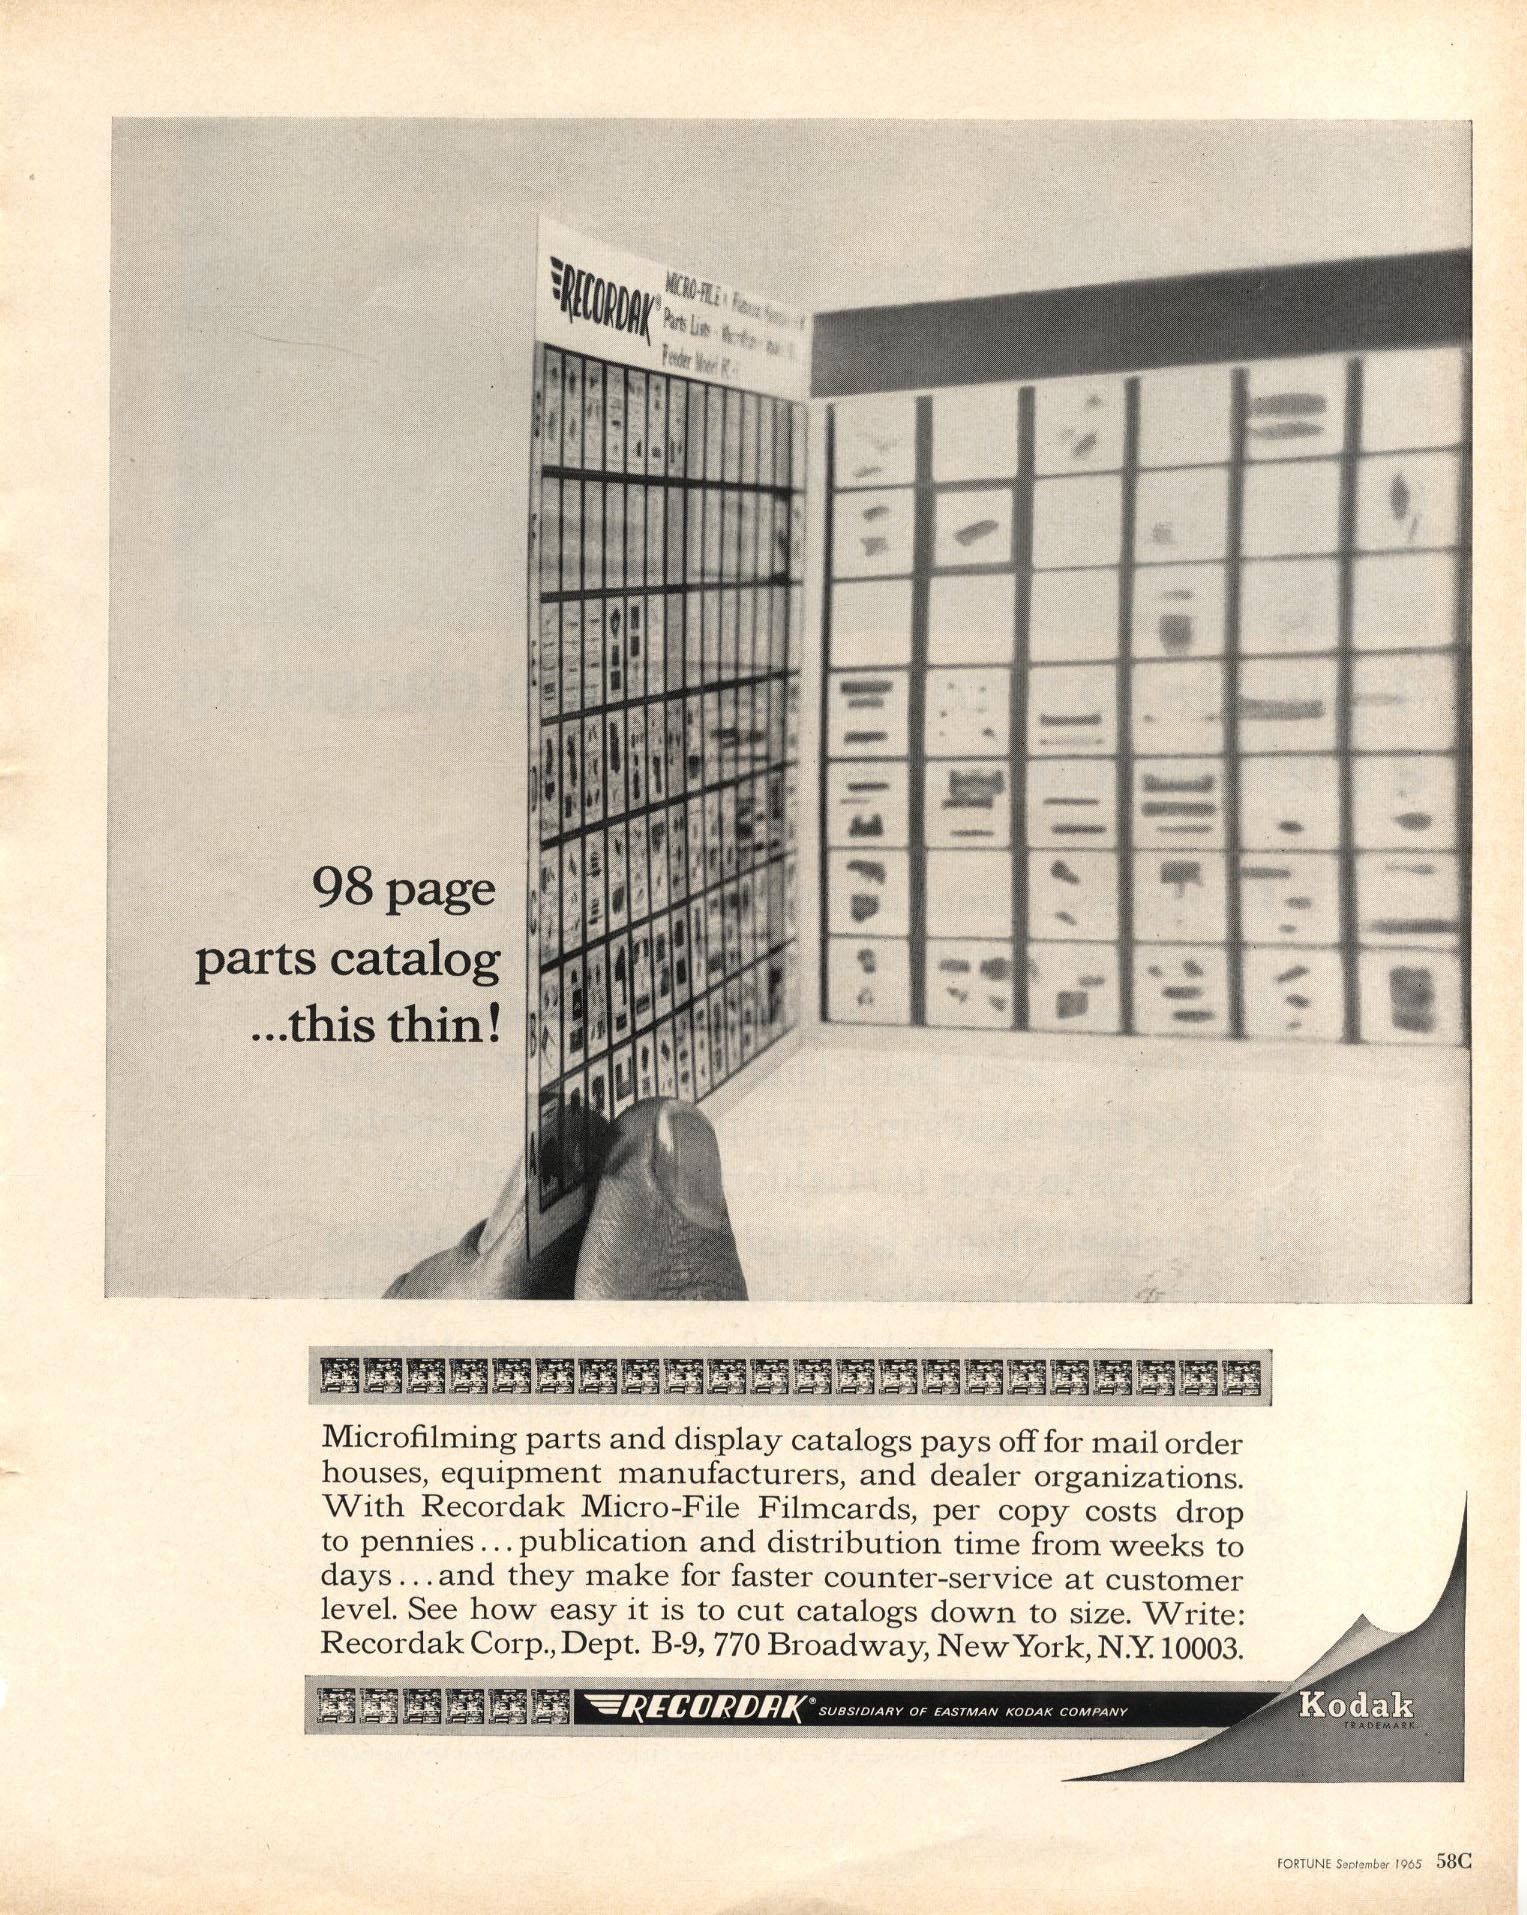 RECORDAK®
MICRO-FILE
Parts Lists
Feeder Model
G
D
C
B
A
98 page
parts catalog
...this thin!
Microfilming parts and display catalogs pays off for mail order
houses, equipment manufacturers, and dealer organizations.
With Recordak Micro-File Filmcards, per copy costs drop
to pennies...publication and distribution time from weeks to
days...and they make for faster counter-service at customer
level. See how easy it is to cut catalogs down to size. Write:
Recordak Corp., Dept. B-9, 770 Broadway, New York, N.Y. 10003.
RECORDAK® SUBSIDIARY OF EASTMAN KODAK COMPANY
Kodak
TRADEMARK
FORTUNE September 1965 58C